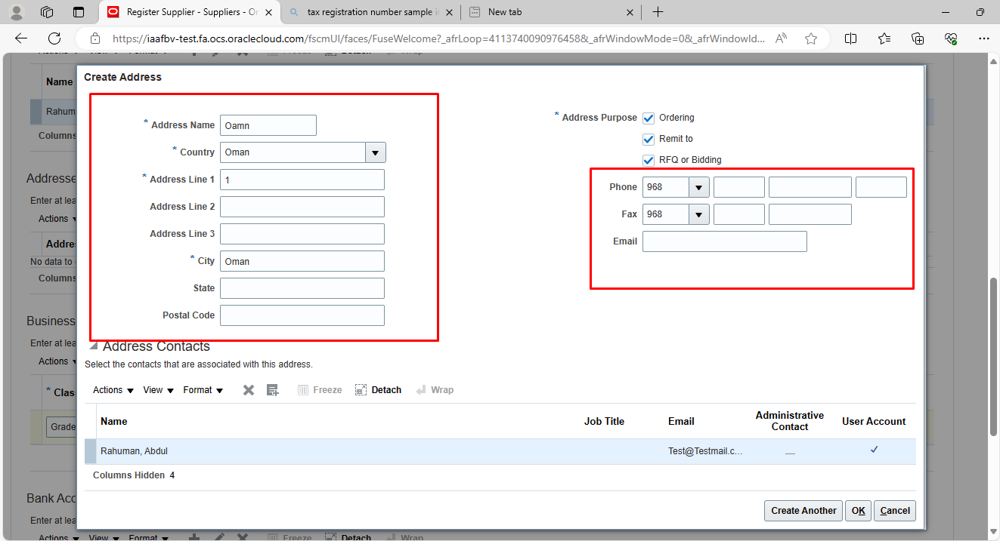 Register Supplier - Suppliers - Or
tax registration number sample i
New tab
https://iaafbv-test.fa.ocs.oraclecloud.com/fscmUI/faces/FuseWelcome?_afrLoop=4113740090976458&_afrWindowMode=0&_afrWindowId...
Create Address
Name
Rahum
Columns
Addresse
Enter at lea
Actions
Addre
No data to
Columns
Business
Enter at lea
Actions
* Clas
Grade
Bank Acc
Enter at lea
* Address Name Oamn
* Country Oman
* Address Line 1 1
Address Line 2
Address Line 3
* City Oman
State
Postal Code
* Address Purpose Ordering
Remit to
RFQ or Bidding
Phone 968
Fax 968
Email
Address Contacts
Select the contacts that are associated with this address.
Actions View Format Freeze Detach Wrap
Name Job Title Email Administrative Contact User Account
Rahuman, Abdul Test@Testmail.c...
Columns Hidden 4
Create Another OK Cancel
Actions View Format Freeze Detach Wrap